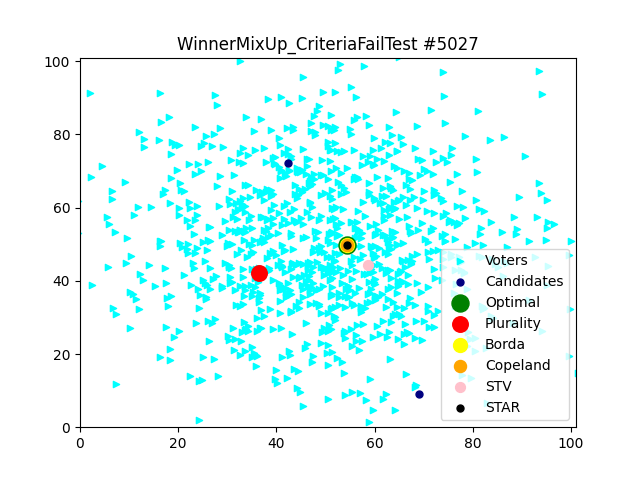 WinnerMixUp_CriteriaFailTest #5027
100
80
60
40
20
0
0 20 40 60 80 100
Voters
Candidates
Optimal
Plurality
Borda
Copeland
STV
STAR